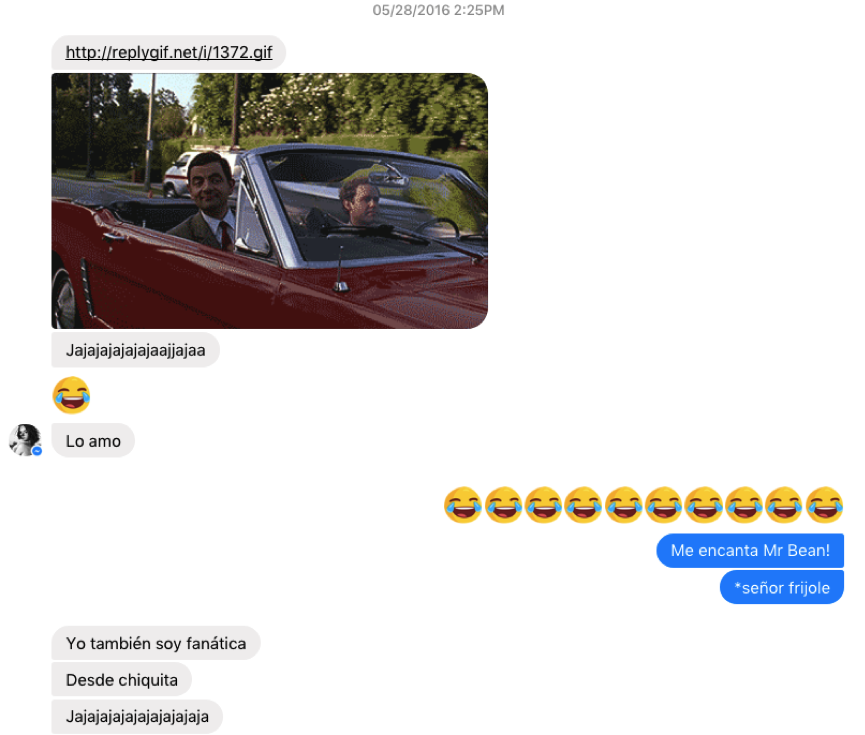 05/28/2016 2:25PM
http://replygif.net/i/1372.gif
Jajajajajajajaajjajaa
😂
Lo amo
😂😂😂😂😂😂😂😂😂😂
Me encanta Mr Bean!
*señor frijole
Yo también soy fanática
Desde chiquita
Jajajajajajajajajaja